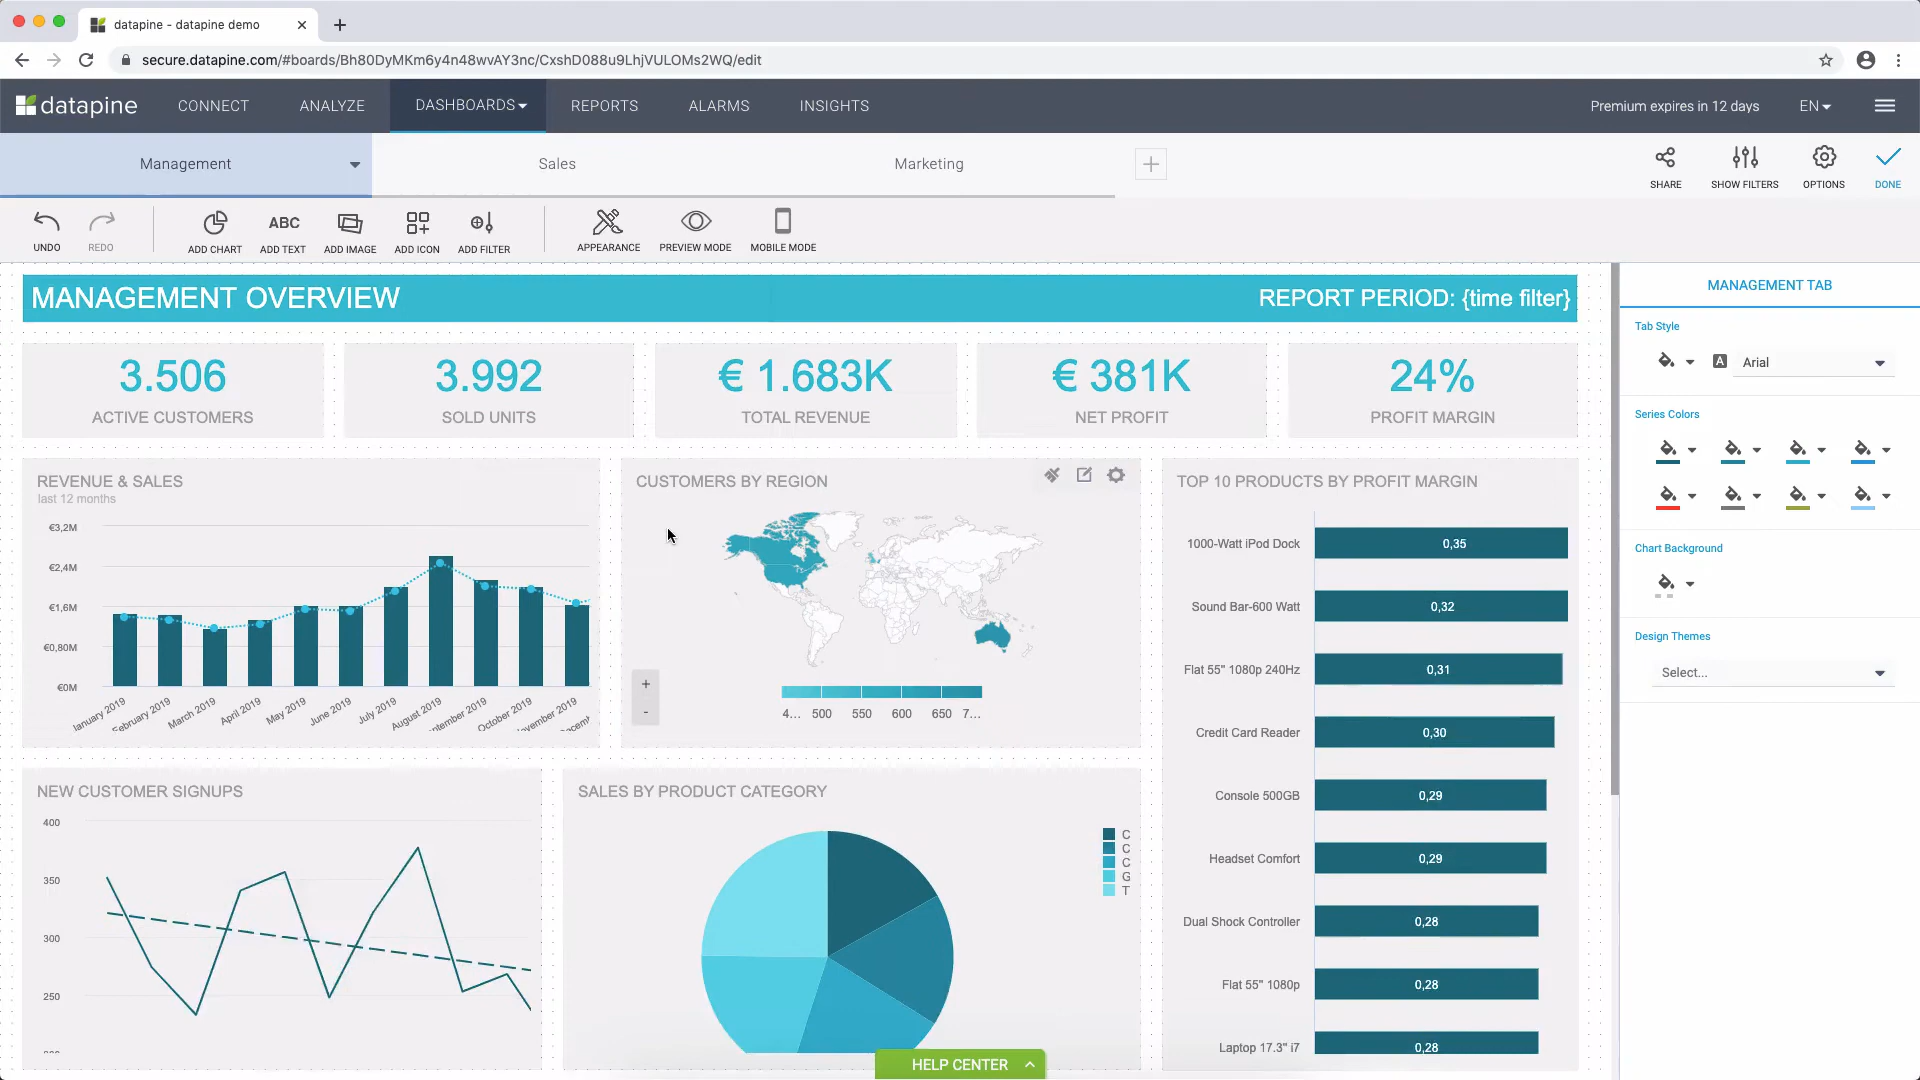 datapine - datapine demo
secure.datapine.com/#boards/Bh80DyMKm6y4n48wvAY3nc/CxshD088u9LhjVULOMs2WQ/edit
datapine CONNECT ANALYZE DASHBOARDS REPORTS ALARMS INSIGHTS Premium expires in 12 days EN
Management Sales Marketing
SHARE SHOW FILTERS OPTIONS DONE
ABC
UNDO REDO ADD CHART ADD TEXT ADD IMAGE ADD ICON ADD FILTER APPEARANCE PREVIEW MODE MOBILE MODE
MANAGEMENT OVERVIEW REPORT PERIOD: {time filter}
3.506
ACTIVE CUSTOMERS
3.992
SOLD UNITS
€ 1.683K
TOTAL REVENUE
€ 381K
NET PROFIT
24%
PROFIT MARGIN
REVENUE & SALES
last 12 months
€3,2M
€2,4M
€1,6M
€0,80M
€0M
January 2019
February 2019
March 2019
April 2019
May 2019
June 2019
July 2019
August 2019
eptember 2019
October 2019
ovember 2019
CUSTOMERS BY REGION
+
-
4... 500 550 600 650 7...
TOP 10 PRODUCTS BY PROFIT MARGIN
1000-Watt iPod Dock 0,35
Sound Bar-600 Watt 0,32
Flat 55" 1080p 240Hz 0,31
Credit Card Reader 0,30
Console 500GB 0,29
Headset Comfort 0,29
Dual Shock Controller 0,28
Flat 55" 1080p 0,28
Laptop 17.3" i7 0,28
NEW CUSTOMER SIGNUPS
400
350
300
250
SALES BY PRODUCT CATEGORY
C
C
C
G
T
HELP CENTER
MANAGEMENT TAB
Tab Style
A Arial
Series Colors
Chart Background
Design Themes
Select...